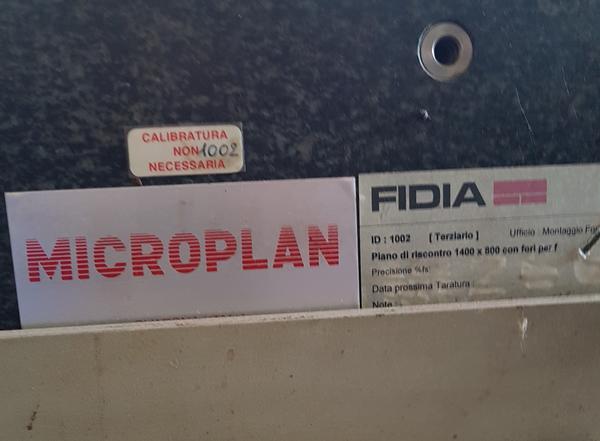 CALIBRATURA
NON 1002
NECESSARIA
MICROPLAN
FIDIA
ID : 1002 [ Terziario ] Ufficio : Montaggio
Piano di riscontro 1400 x 800 con fori per f
Precisione %fs:
Data prossima Taratura :
Note :